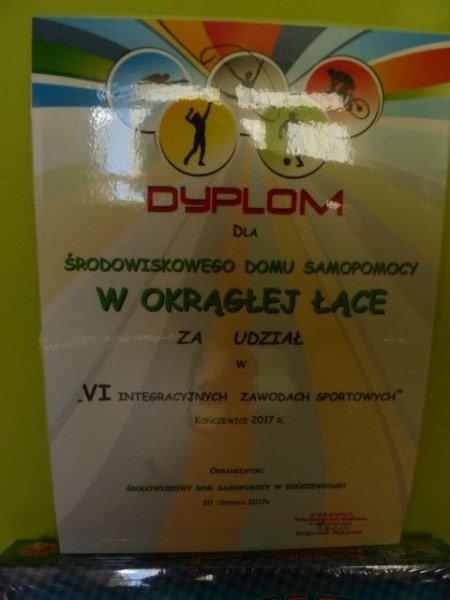 DYPLOM
DLA
ŚRODOWISKOWEGO DOMU SAMOPOMOCY
W OKRĄGŁEJ ŁĄCE
ZA UDZIAŁ
W
„VI INTEGRACYJNYCH ZAWODACH SPORTOWYCH”
KOŃCZEWICE 2017 R.
ORGANIZATOR:
ŚRODOWISKOWY DOM SAMOPOMOCY W KOŃCZEWICACH
20 CZERWCA 2017R
KIEROWNIK